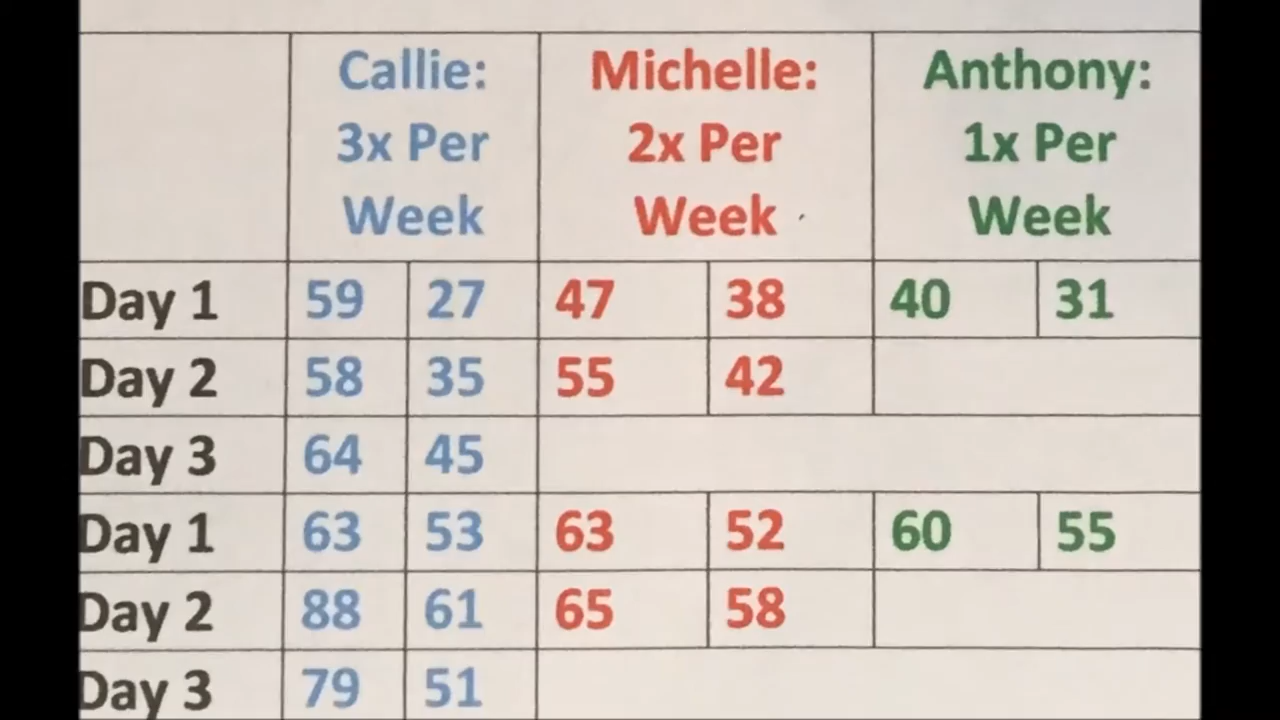 Callie: Michelle: Anthony:
3x Per 2x Per 1x Per
Week Week Week
Day 1 59 27 47 38 40 31
Day 2 58 35 55 42
Day 3 64 45
Day 1 63 53 63 52 60 55
Day 2 88 61 65 58
Day 3 79 51